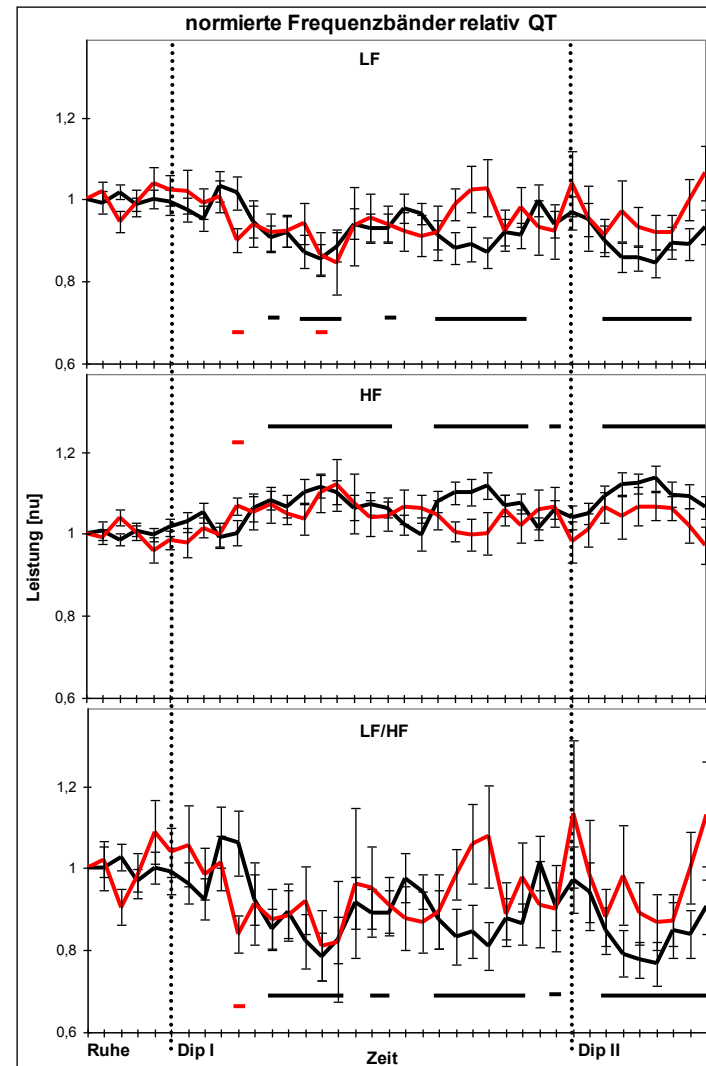 normierte Frequenzbänder relativ QT
LF
1,2
1
0,8
0,6
HF
1,2
1
0,8
0,6
Leistung [nu]
LF/HF
1,2
1
0,8
0,6
Ruhe Dip I Zeit Dip II